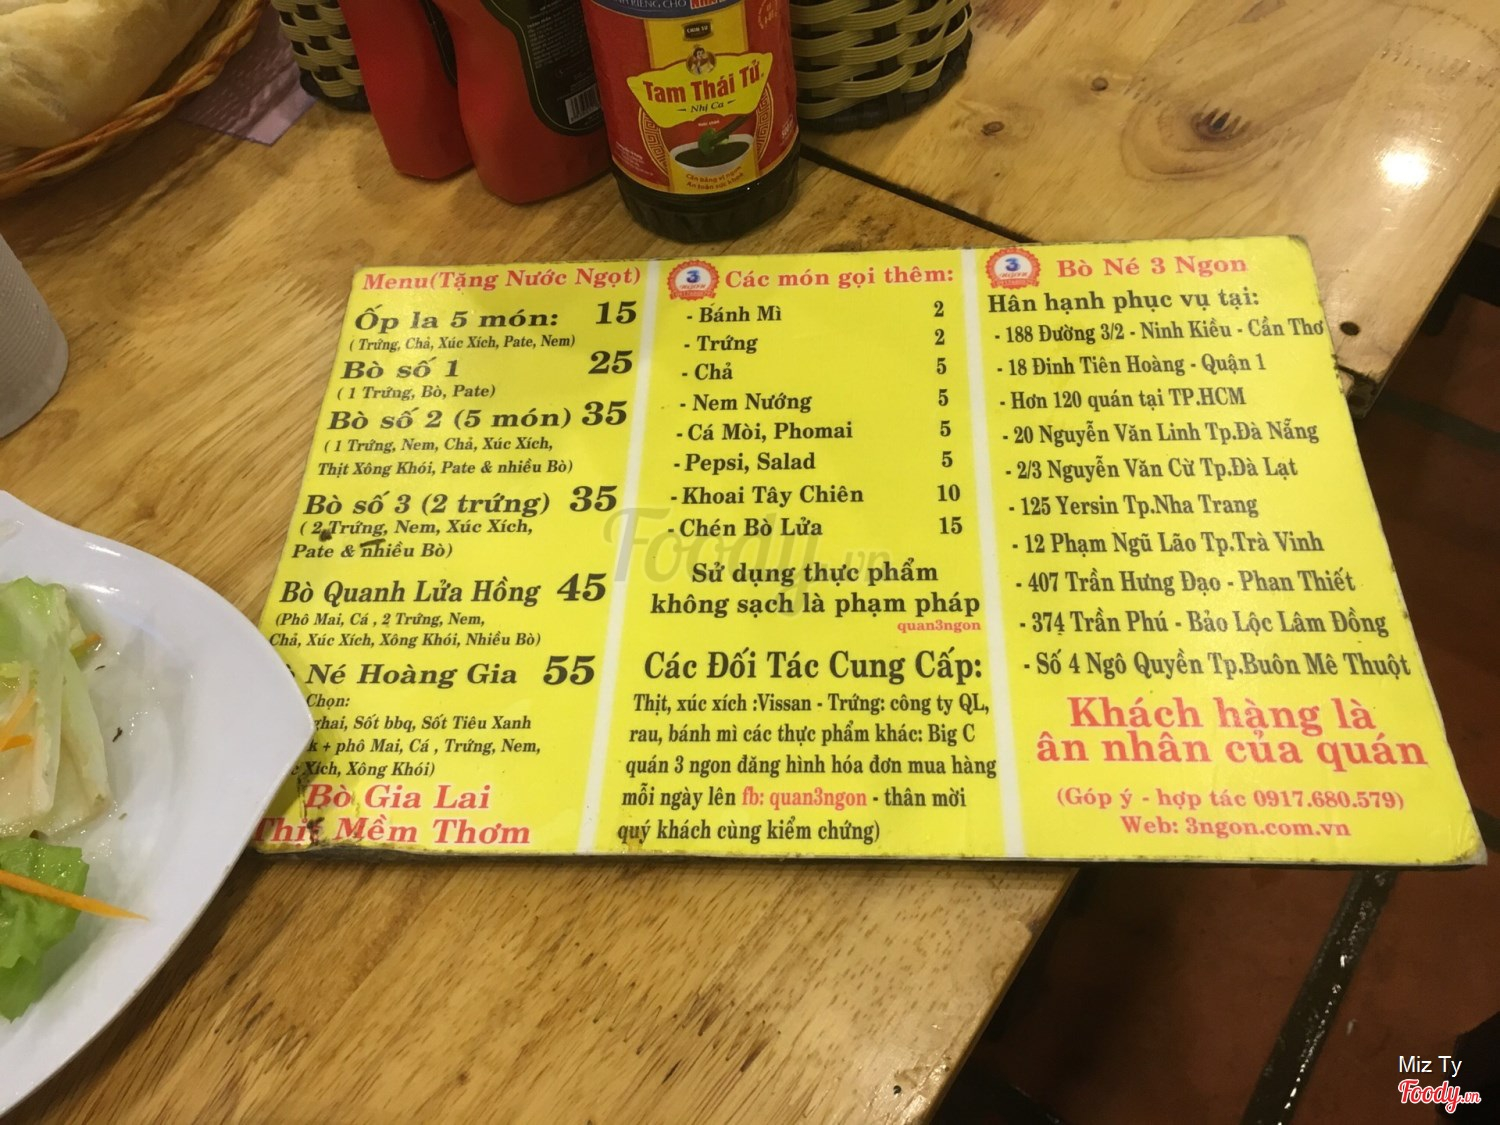 CHIN SU
Tam Thái Tử
Nhị Ca
Menu(Tặng Nước Ngọt)
Ốp la 5 món: 15
( Trứng, Chả, Xúc Xích, Pate, Nem)
Bò số 1 25
( 1 Trứng, Bò, Pate)
Bò số 2 (5 món) 35
( 1 Trứng, Nem, Chả, Xúc Xích,
Thịt Xông Khói, Pate & nhiều Bò)
Bò số 3 (2 trứng) 35
( 2 Trứng, Nem, Xúc Xích,
Pate & nhiều Bò)
Bò Quanh Lửa Hồng 45
(Phô Mai, Cá , 2 Trứng, Nem,
Chả, Xúc Xích, Xông Khói, Nhiều Bò)
Né Hoàng Gia 55
Chọn:
Sốt bbq, Sốt Tiêu Xanh
+ phô Mai, Cá , Trứng, Nem,
Xích, Xông Khói)
Bò Gia Lai
Thịt Mềm Thơm
3 NGON
Các món gọi thêm:
- Bánh Mì 2
- Trứng 2
- Chả 5
- Nem Nướng 5
- Cá Mòi, Phomai 5
- Pepsi, Salad 5
- Khoai Tây Chiên 10
- Chén Bò Lửa 15
Sử dụng thực phẩm
không sạch là phạm pháp
quan3ngon
Các Đối Tác Cung Cấp:
Thịt, xúc xích :Vissan - Trứng: công ty QL,
rau, bánh mì các thực phẩm khác: Big C
quán 3 ngon đăng hình hóa đơn mua hàng
mỗi ngày lên fb: quan3ngon - thân mời
quý khách cùng kiểm chứng)
3 NGON
Bò Né 3 Ngon
Hân hạnh phục vụ tại:
- 188 Đường 3/2 - Ninh Kiều - Cần Thơ
- 18 Đinh Tiên Hoàng - Quận 1
- Hơn 120 quán tại TP.HCM
- 20 Nguyễn Văn Linh Tp.Đà Nẵng
- 2/3 Nguyễn Văn Cừ Tp.Đà Lạt
- 125 Yersin Tp.Nha Trang
- 12 Phạm Ngũ Lão Tp.Trà Vinh
- 407 Trần Hưng Đạo - Phan Thiết
- 374 Trần Phú - Bảo Lộc Lâm Đồng
- Số 4 Ngô Quyền Tp.Buôn Mê Thuột
Khách hàng là
ân nhân của quán
(Góp ý - hợp tác 0917.680.579)
Web: 3ngon.com.vn
Foody.vn
Miz Ty
Foody.vn